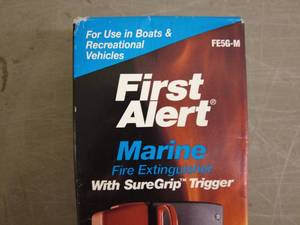 For Use in Boats &
Recreational
Vehicles
FE5G-M
First
Alert®
Marine
Fire Extinguisher
With SureGrip™ Trigger